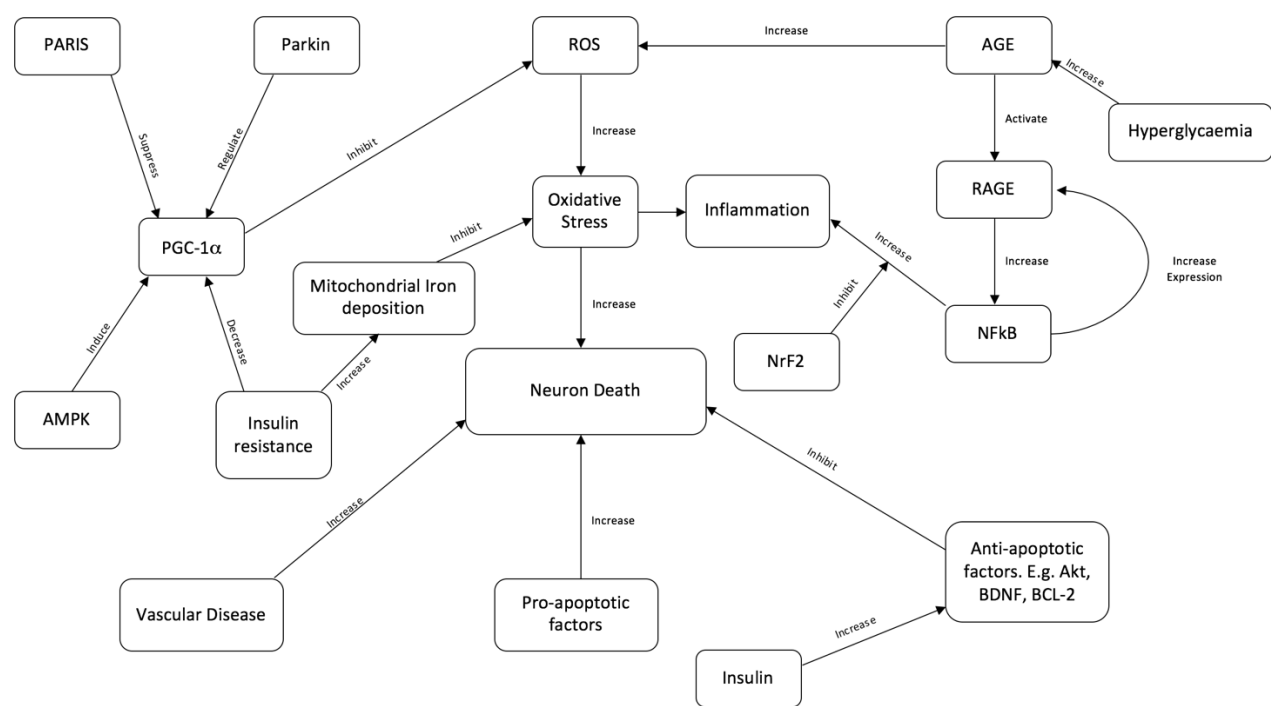 PARIS
Parkin
ROS
Increase
AGE
Increase
Hyperglycaemia
Suppress
Regulate
Inhibit
Increase
Activate
RAGE
Oxidative
Stress
Inflammation
PGC-1α
Inhibit
Increase
Increase
Increase
Expression
Mitochondrial Iron
deposition
Increase
Inhibit
NFkB
NrF2
Induce
Decrease
Increase
AMPK
Insulin
resistance
Neuron Death
Inhibit
Increase
Increase
Vascular Disease
Pro-apoptotic
factors
Anti-apoptotic
factors. E.g. Akt,
BDNF, BCL-2
Increase
Insulin